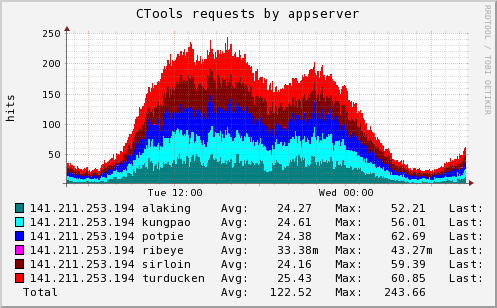 CTools requests by appserver
RRDTOOL / TOBI OETIKER
hits
250
200
150
100
50
Tue 12:00 Wed 00:00
141.211.253.194 alaking Avg: 24.27 Max: 52.21 Last:
141.211.253.194 kungpao Avg: 24.61 Max: 56.01 Last:
141.211.253.194 potpie Avg: 24.38 Max: 62.69 Last:
141.211.253.194 ribeye Avg: 33.38m Max: 43.27m Last:
141.211.253.194 sirloin Avg: 24.16 Max: 59.39 Last:
141.211.253.194 turducken Avg: 25.43 Max: 60.85 Last:
Total Avg: 122.52 Max: 243.66